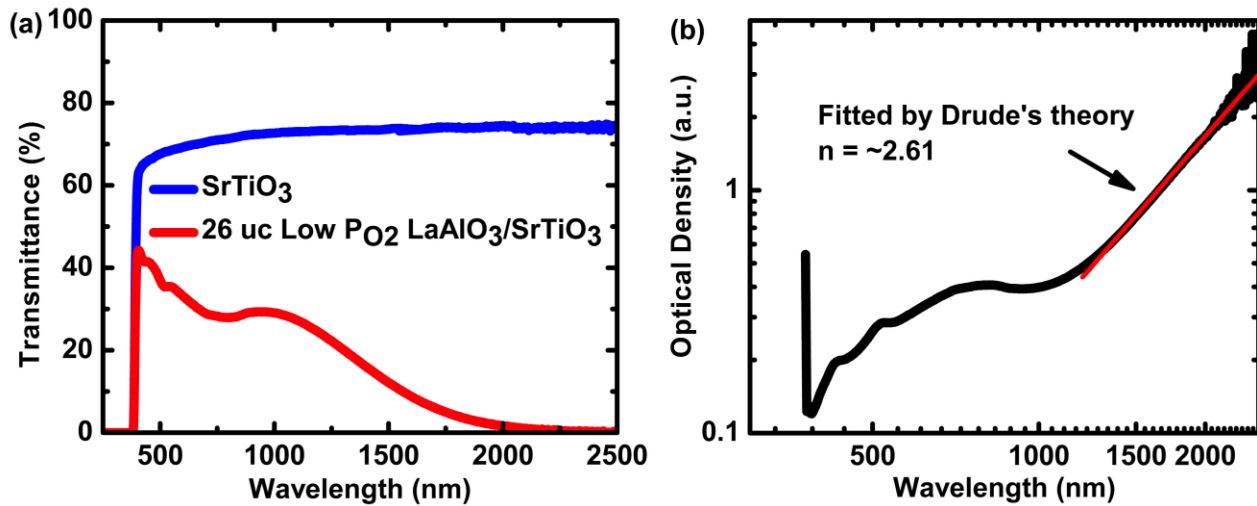 (a)
100
80
60
40
20
0
Transmittance (%)
SrTiO3
26 uc Low PO2 LaAlO3/SrTiO3
500 1000 1500 2000 2500
Wavelength (nm)
(b)
1
0.1
Optical Density (a.u.)
Fitted by Drude's theory
n = ~2.61
500 1000 1500 2000
Wavelength (nm)